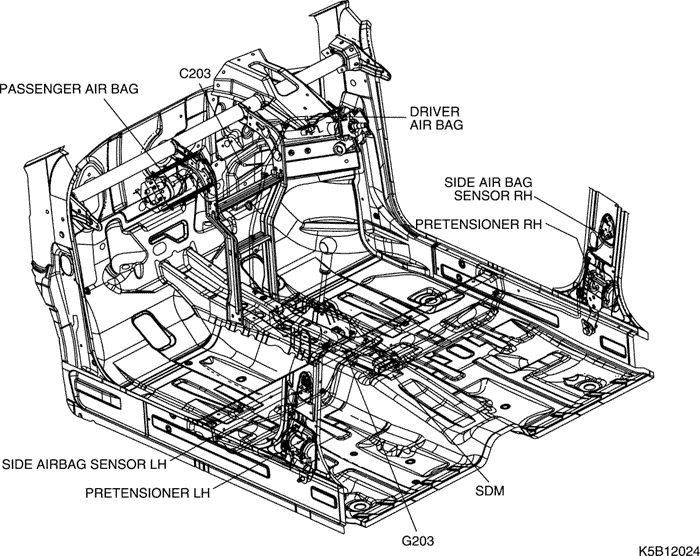 C203
PASSENGER AIR BAG
DRIVER
AIR BAG
SIDE AIR BAG
SENSOR RH
PRETENSIONER RH
SIDE AIRBAG SENSOR LH
PRETENSIONER LH
SDM
G203
K5B12024